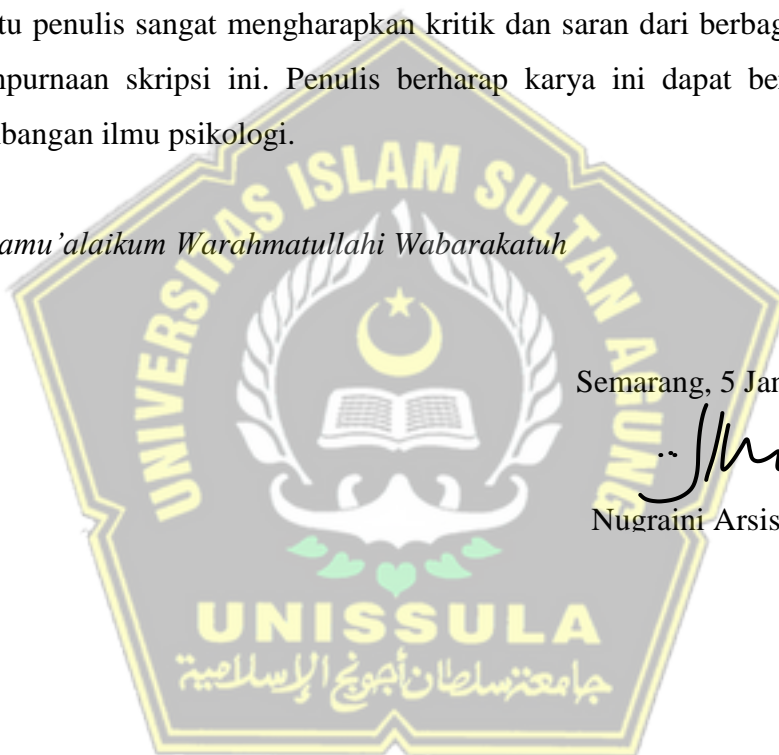 tu penulis sangat mengharapkan kritik dan saran dari berbag
purnaan skripsi ini. Penulis berharap karya ini dapat be
bangan ilmu psikologi.
amu’alaikum Warahmatullahi Wabarakatuh
UNIVERSITAS ISLAM SULTAN AGUNG
Semarang, 5 Jan
Nugraini Arsis
UNISSULA
جامعة سلطان أجونج الإسلامية